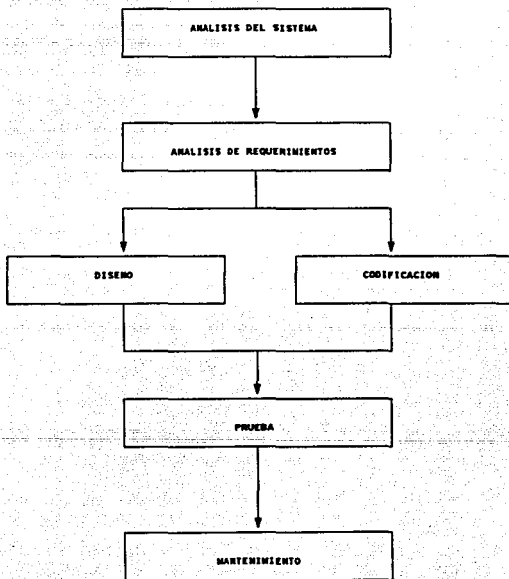 ANALISIS DEL SISTEMA
ANALISIS DE REQUERIMIENTOS
DISENO
CODIFICACION
PRUEBA
MANTENIMIENTO